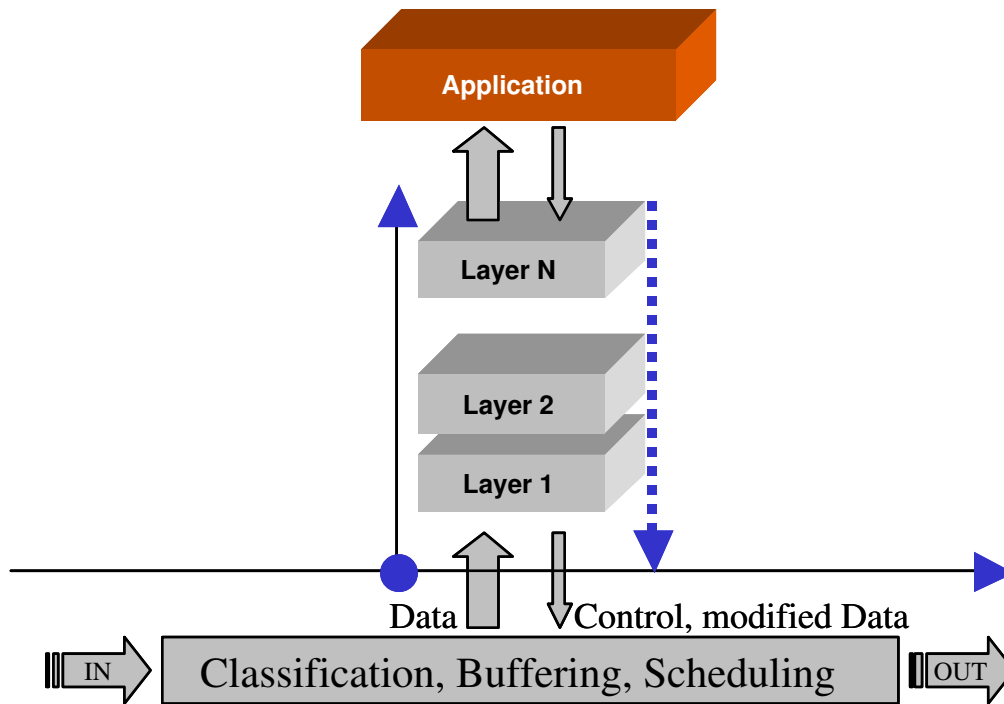 Application
Layer N
Layer 2
Layer 1
Data
Control, modified Data
IN
Classification, Buffering, Scheduling
OUT